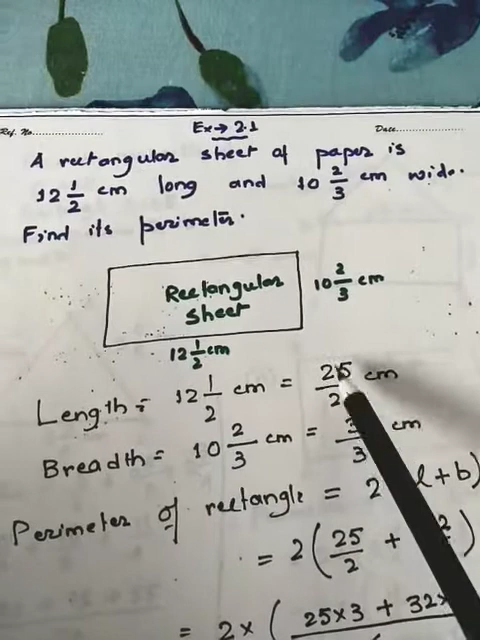 Ref. No.
Ex→ 2.1
Date
A rectangular sheet of paper is
12 1/2 cm long and 10 2/3 cm wide.
Find its perimeter.
Rectangular
sheet
10 2/3 cm
12 1/2 cm
Length = 12 1/2 cm = 25/2 cm
Breadth = 10 2/3 cm = 3 /3 cm
Perimeter of rectangle = 2 (l+b)
= 2(25/2 + 2 )
= 2×( 25×3 + 32×